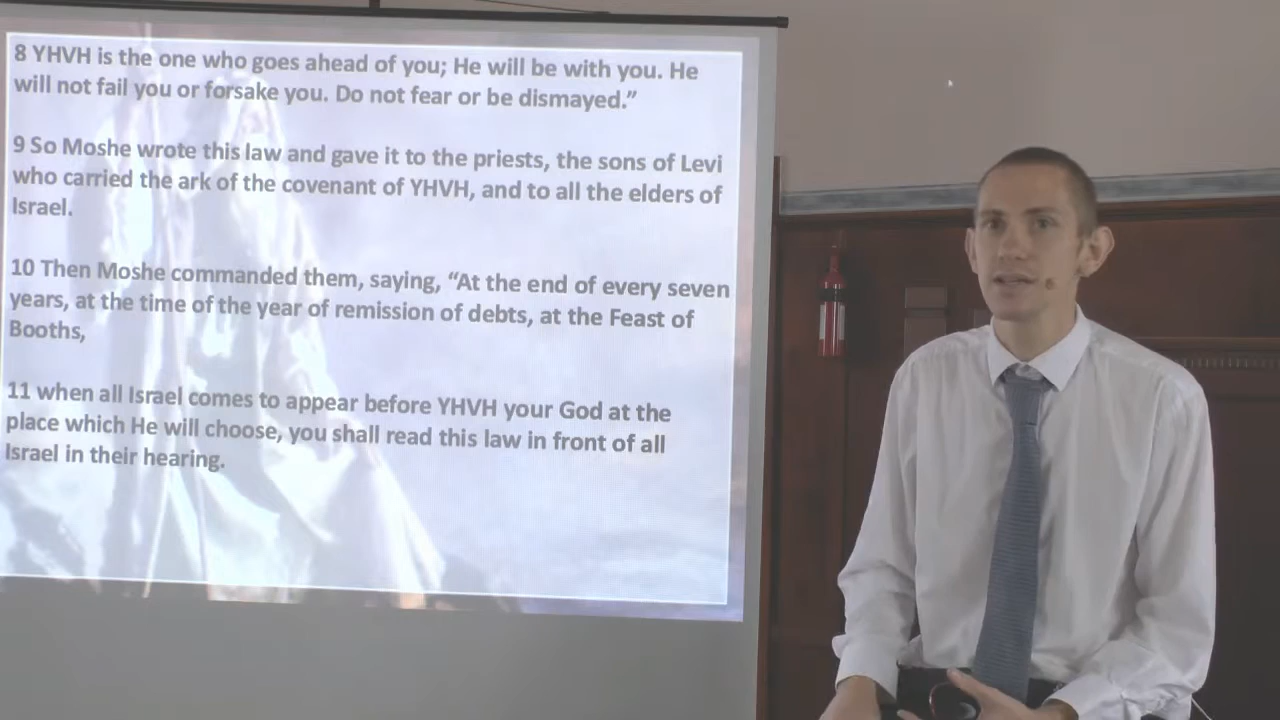 8 YHVH is the one who goes ahead of you; He will be with you. He
will not fail you or forsake you. Do not fear or be dismayed.”
9 So Moshe wrote this law and gave it to the priests, the sons of Levi
who carried the ark of the covenant of YHVH, and to all the elders of
Israel.
10 Then Moshe commanded them, saying, “At the end of every seven
years, at the time of the year of remission of debts, at the Feast of
Booths,
11 when all Israel comes to appear before YHVH your God at the
place which He will choose, you shall read this law in front of all
Israel in their hearing.